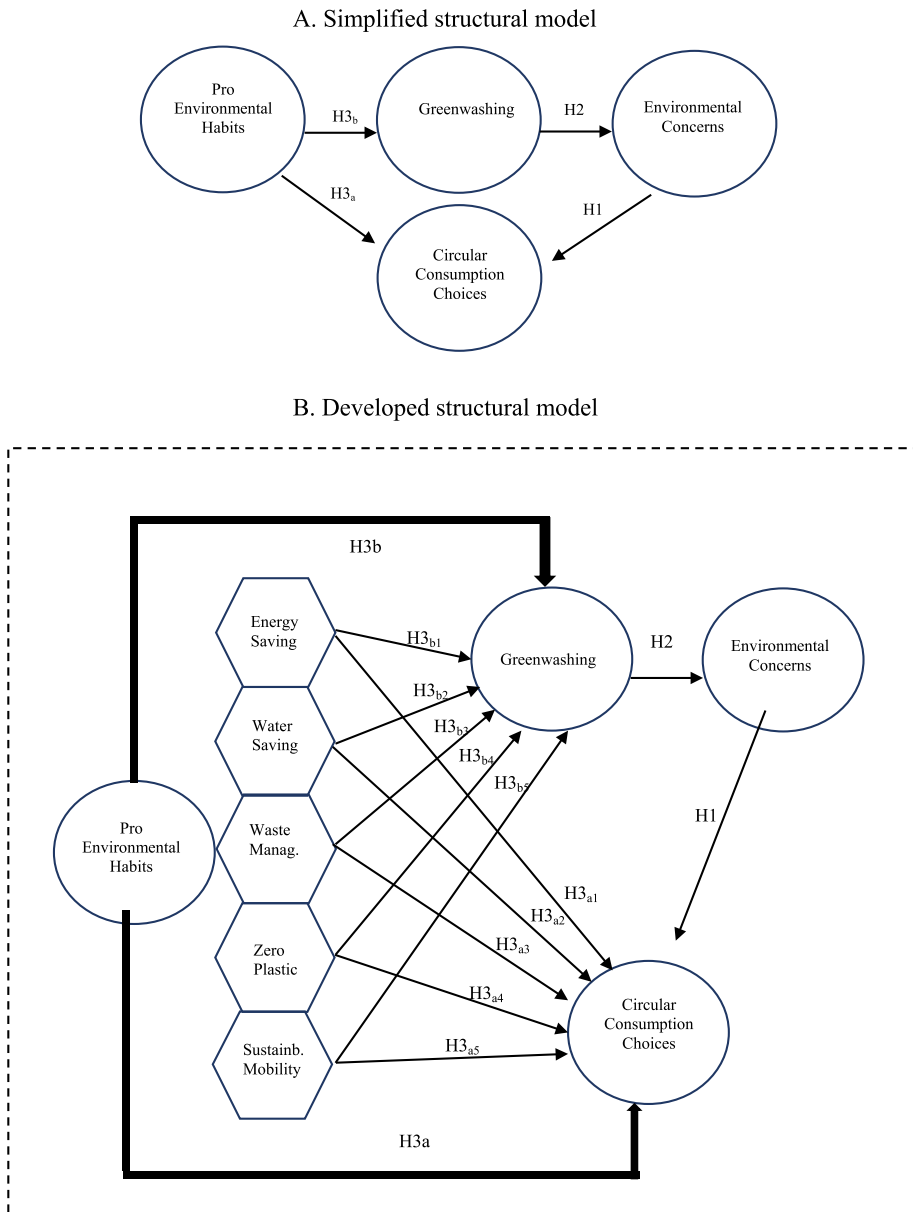 A. Simplified structural model
Pro
Environmental
Habits
H3b
Greenwashing
H2
Environmental
Concerns
H3a
H1
Circular
Consumption
Choices
B. Developed structural model
H3b
Energy
Saving
H3b1
Greenwashing
H2
Environmental
Concerns
H3b2
Water
Saving
H3b3
H3b4
H3b5
Pro
Environmental
Habits
Waste
Manag.
H1
H3a1
H3a2
H3a3
Zero
Plastic
H3a4
Circular
Consumption
Choices
Sustainb.
Mobility
H3a5
H3a